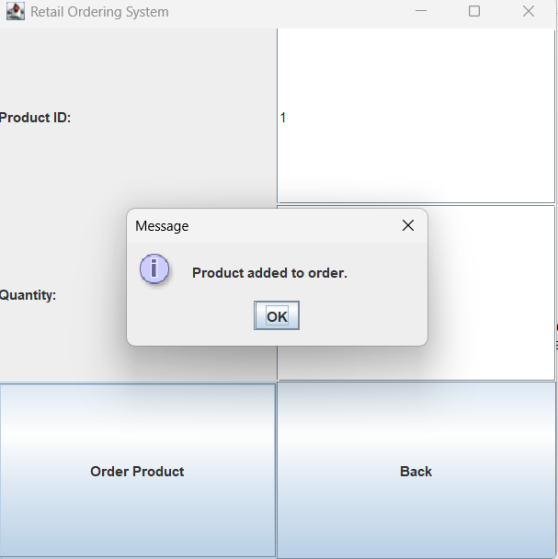 Retail Ordering System
Product ID:
1
Message
Product added to order.
OK
Quantity:
Order Product
Back